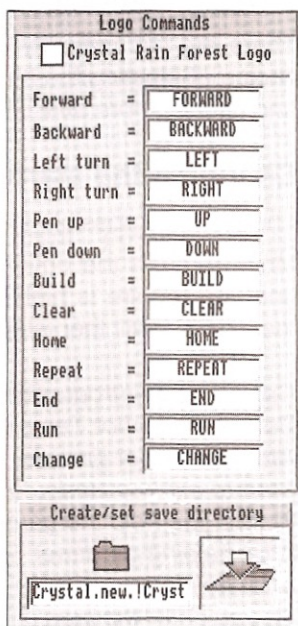 Logo Commands
Crystal Rain Forest Logo
Forward = FORWARD
Backward = BACKWARD
Left turn = LEFT
Right turn = RIGHT
Pen up = UP
Pen down = DOWN
Build = BUILD
Clear = CLEAR
Home = HOME
Repeat = REPEAT
End = END
Run = RUN
Change = CHANGE
Create/set save directory
Crystal.new.!Cryst